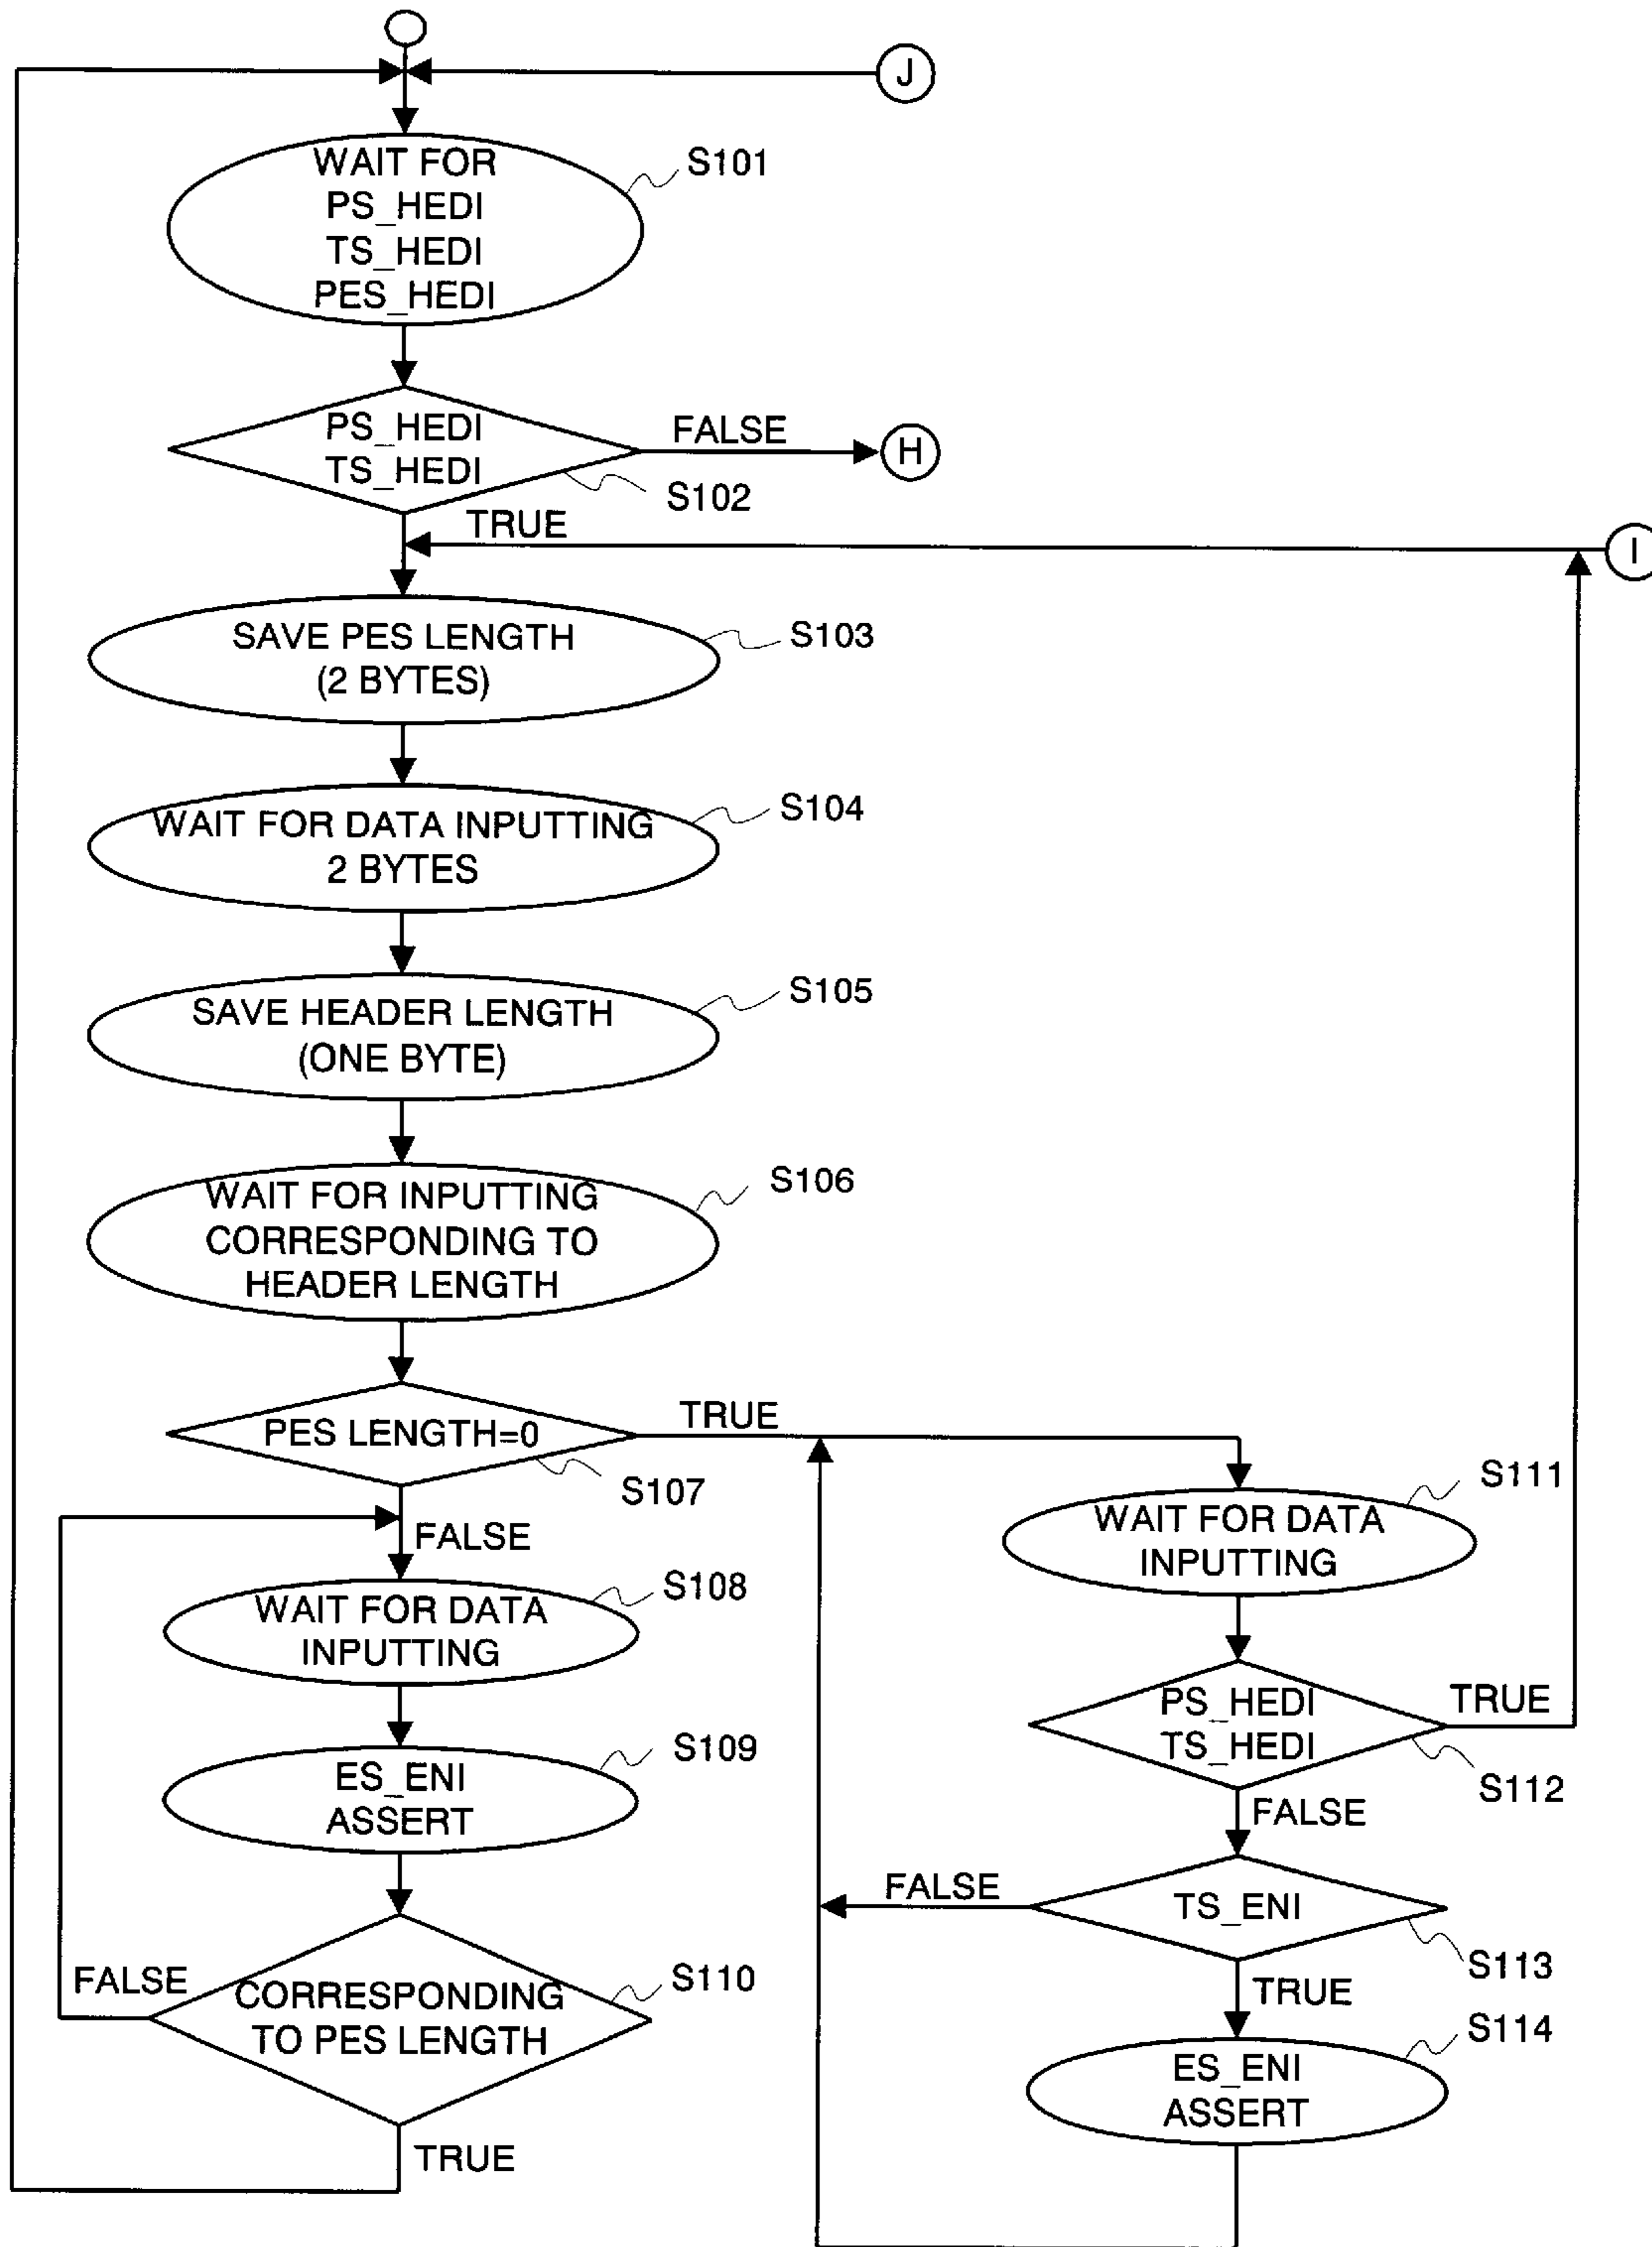 J
WAIT FOR
PS_HEDI
TS_HEDI
PES_HEDI
S101
PS_HEDI
TS_HEDI
FALSE
H
S102
TRUE
I
SAVE PES LENGTH
(2 BYTES)
S103
WAIT FOR DATA INPUTTING
2 BYTES
S104
SAVE HEADER LENGTH
(ONE BYTE)
S105
WAIT FOR INPUTTING
CORRESPONDING TO
HEADER LENGTH
S106
PES LENGTH=0
TRUE
S107
FALSE
WAIT FOR DATA
INPUTTING
S108
ES_ENI
ASSERT
S109
CORRESPONDING
TO PES LENGTH
S110
FALSE
TRUE
WAIT FOR DATA
INPUTTING
S111
PS_HEDI
TS_HEDI
TRUE
S112
FALSE
TS_ENI
FALSE
S113
TRUE
ES_ENI
ASSERT
S114